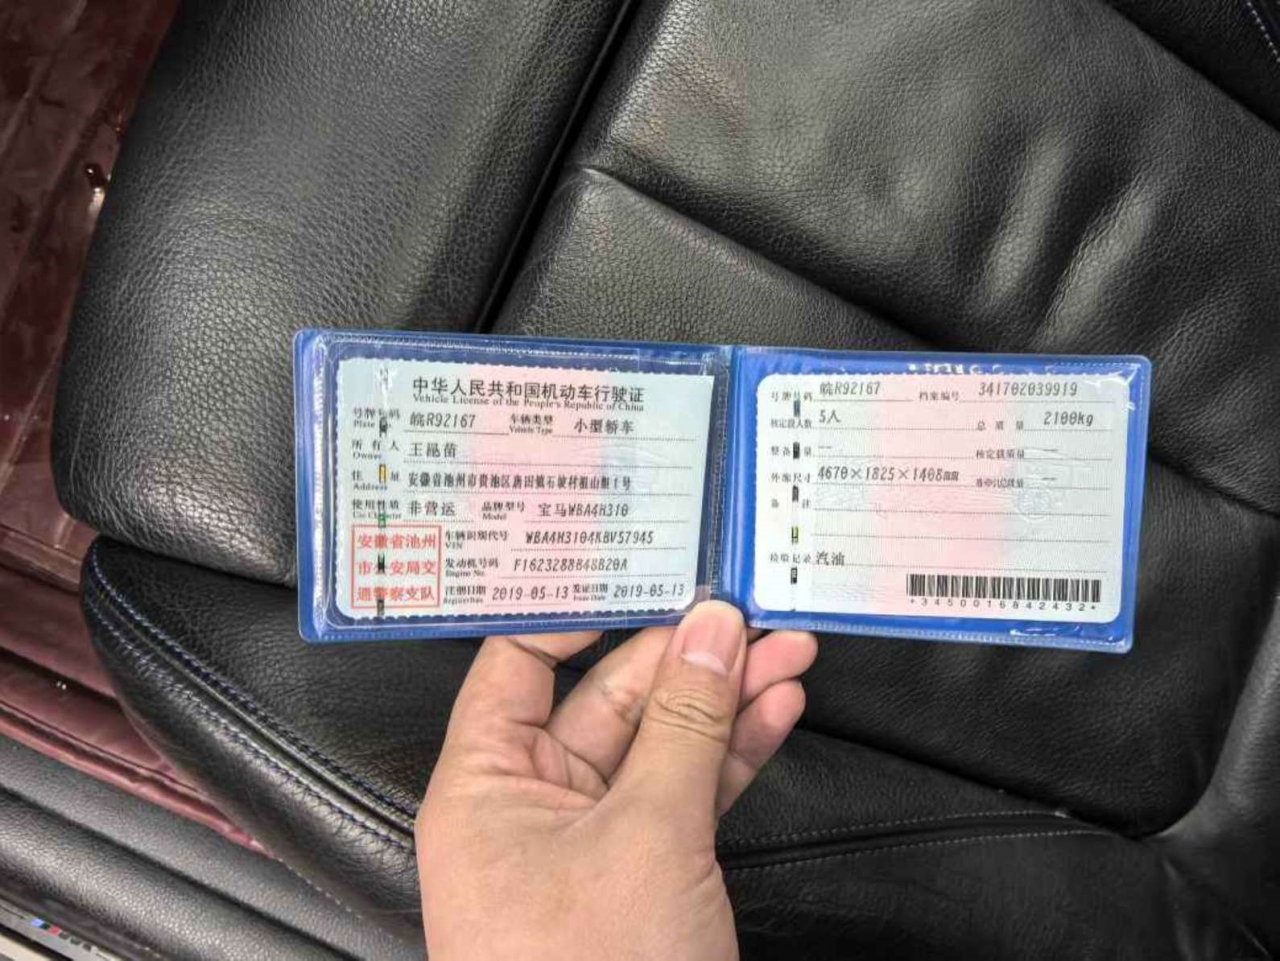 中华人民共和国机动车行驶证
Vehicle License of the People's Republic of China
号牌号码 皖R92167 车辆类型 小型轿车
Plate No. Vehicle Type
所有人 王昆苗
Owner
住址 安徽省池州市贵池区唐田镇石坡村祖山组1号
Address
使用性质 非营运 品牌型号 宝马WBA4H310
Use Character Model
安徽省池州
市公安局交
通警察支队
车辆识别代号 WBA4H3104KBV57945
VIN
发动机号码 F1623288B48B20A
Engine No.
注册日期 2019-05-13 发证日期 2019-05-13
Register Date Issue Date
号牌号码 皖R92167 档案编号 341702039919
核定载人数 5人 总质量 2100kg
整备质量 -- 核定载质量 --
外廓尺寸 4670×1825×1408mm 准牵引总质量 --
备注
检验记录 汽油
*3450016842432*